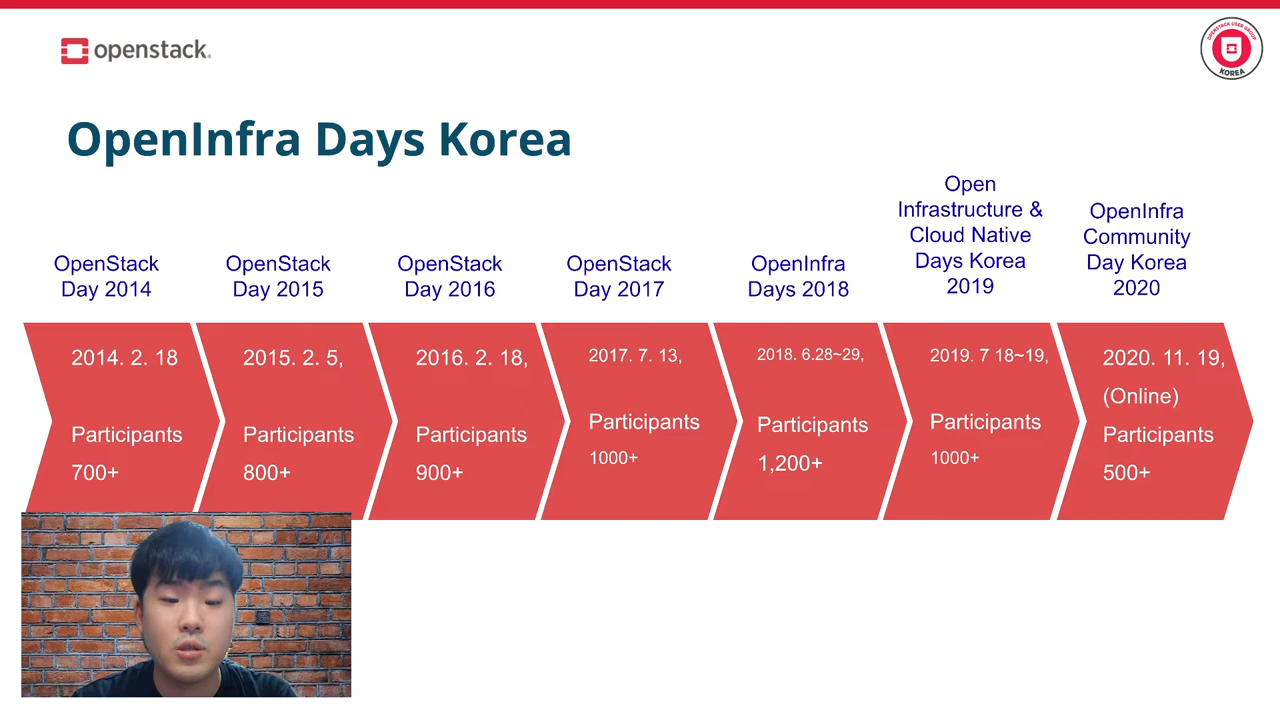 openstack.
OPENSTACK USER GROUP
KOREA
OpenInfra Days Korea
OpenStack
Day 2014
OpenStack
Day 2015
OpenStack
Day 2016
OpenStack
Day 2017
OpenInfra
Days 2018
Open
Infrastructure &
Cloud Native
Days Korea
2019
OpenInfra
Community
Day Korea
2020
2014. 2. 18
Participants
700+
2015. 2. 5,
Participants
800+
2016. 2. 18,
Participants
900+
2017. 7. 13,
Participants
1000+
2018. 6.28~29,
Participants
1,200+
2019. 7 18~19,
Participants
1000+
2020. 11. 19,
(Online)
Participants
500+